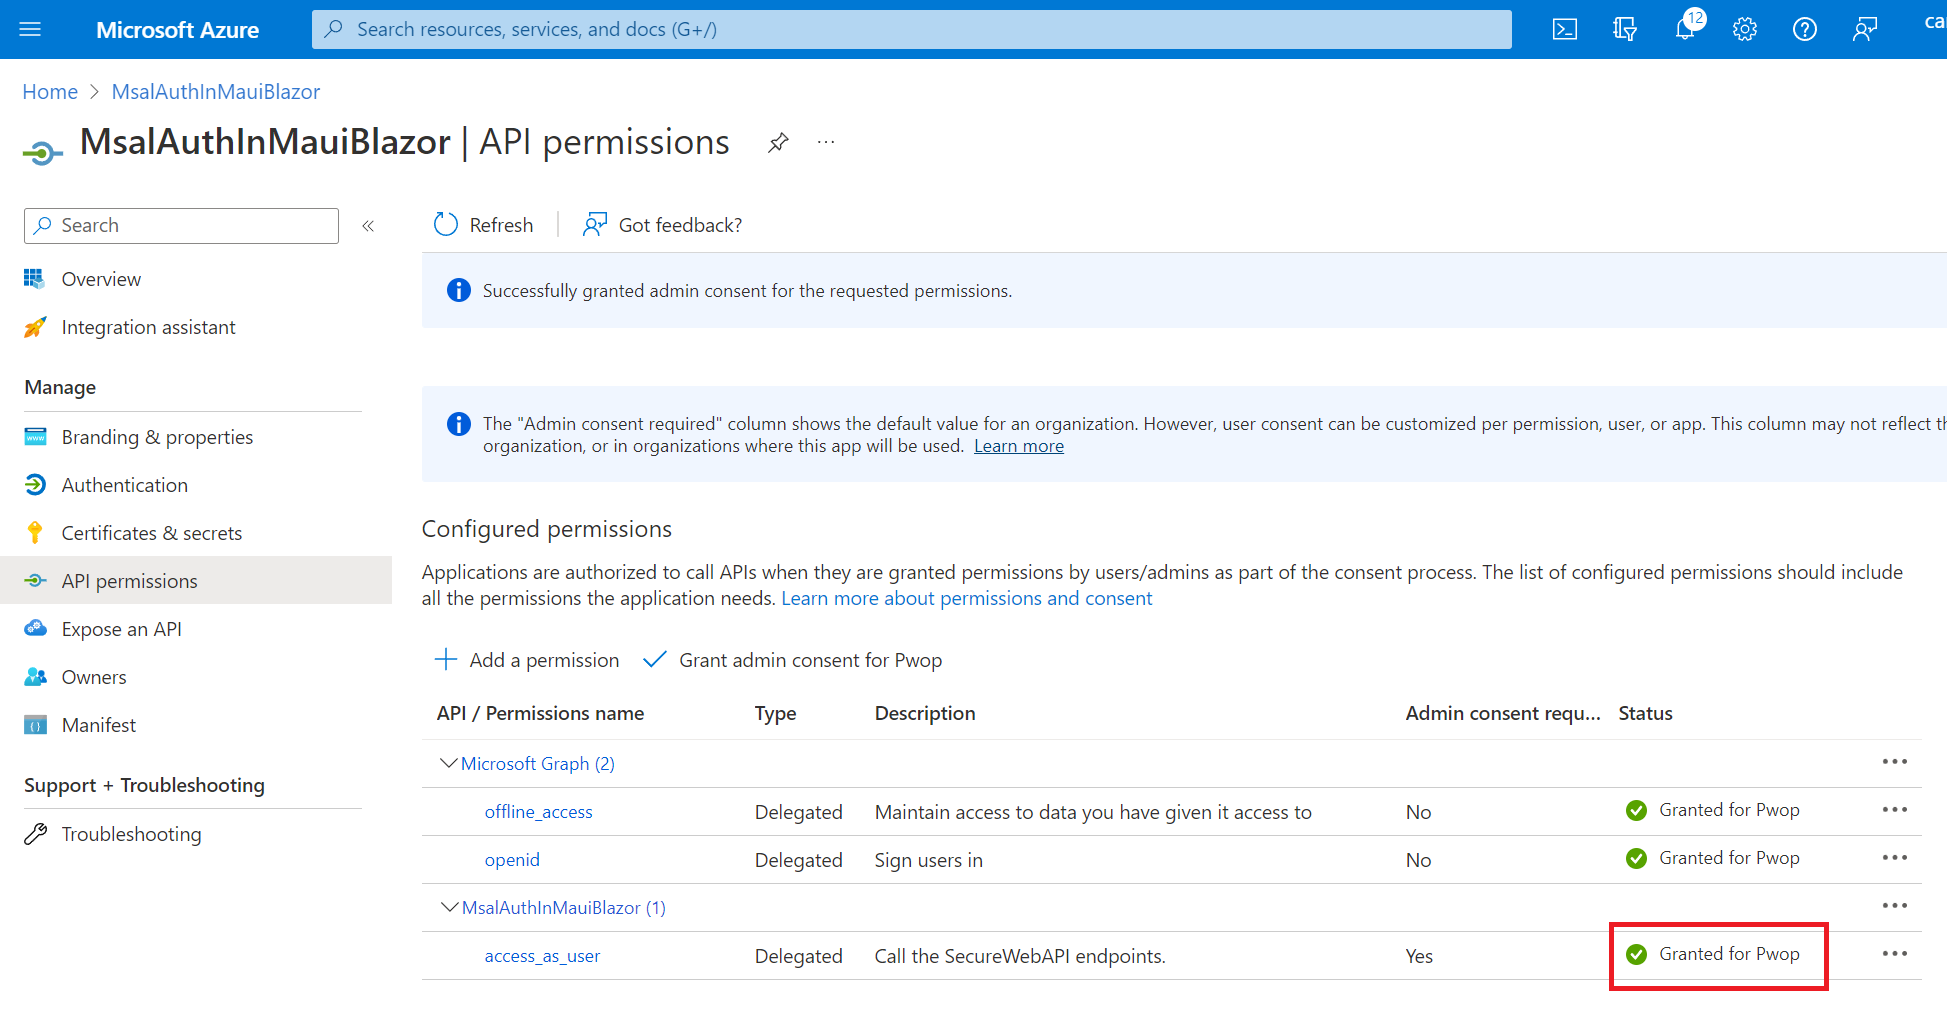 Microsoft Azure
Search resources, services, and docs (G+/)
12
ca
Home > MsalAuthInMauiBlazor
MsalAuthInMauiBlazor | API permissions
Search
Refresh
Got feedback?
Overview
Integration assistant
Manage
Branding & properties
Authentication
Certificates & secrets
API permissions
Expose an API
Owners
Manifest
Support + Troubleshooting
Troubleshooting
Successfully granted admin consent for the requested permissions.
The "Admin consent required" column shows the default value for an organization. However, user consent can be customized per permission, user, or app. This column may not reflect
organization, or in organizations where this app will be used. Learn more
Configured permissions
Applications are authorized to call APIs when they are granted permissions by users/admins as part of the consent process. The list of configured permissions should include
all the permissions the application needs. Learn more about permissions and consent
Add a permission
Grant admin consent for Pwop
API / Permissions name Type Description Admin consent requ... Status
Microsoft Graph (2)
offline_access Delegated Maintain access to data you have given it access to No Granted for Pwop
openid Delegated Sign users in No Granted for Pwop
MsalAuthInMauiBlazor (1)
access_as_user Delegated Call the SecureWebAPI endpoints. Yes Granted for Pwop